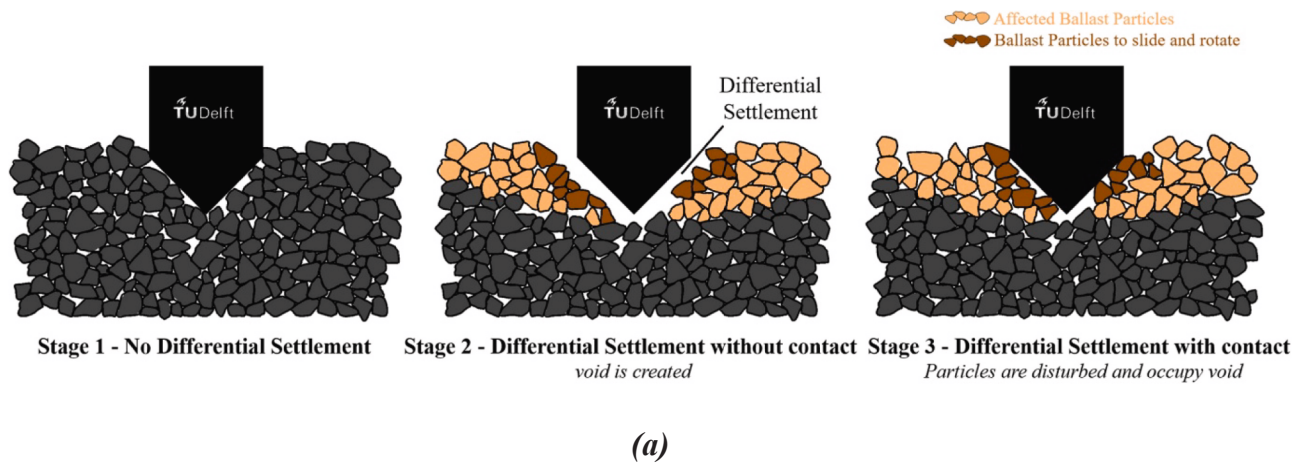 Affected Ballast Particles
Ballast Particles to slide and rotate
TUDelft
TUDelft
Differential
Settlement
TUDelft
Stage 1 - No Differential Settlement
Stage 2 - Differential Settlement without contact
void is created
Stage 3 - Differential Settlement with contact
Particles are disturbed and occupy void
(a)